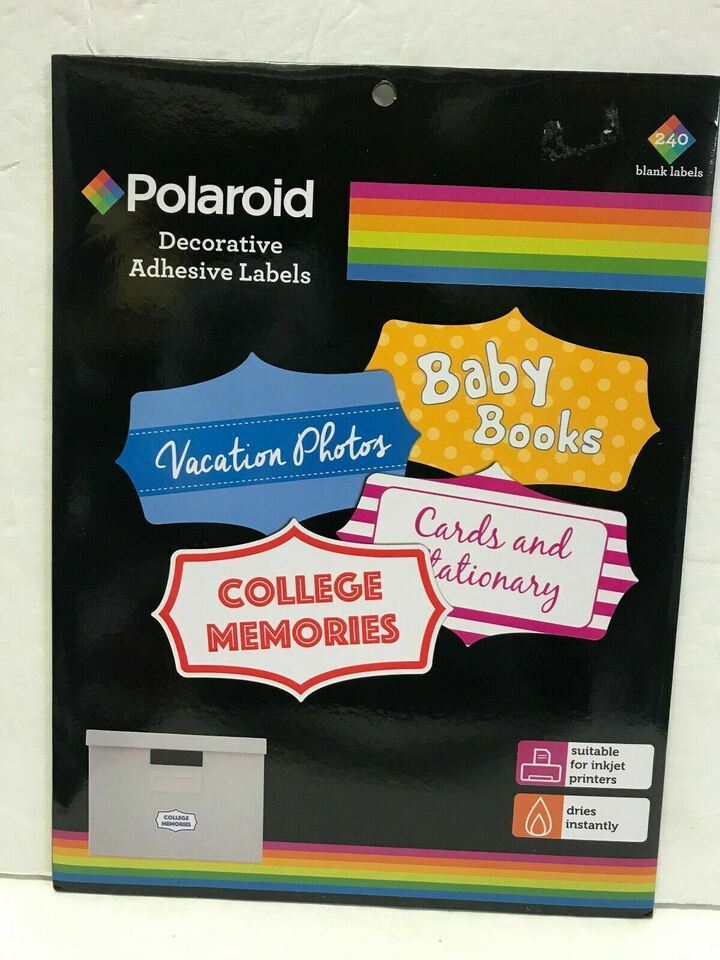 240
blank labels
Polaroid
Decorative
Adhesive Labels
Baby
Books
Vacation Photos
Cards and
tationary
COLLEGE
MEMORIES
COLLEGE
MEMORIES
suitable
for inkjet
printers
dries
instantly